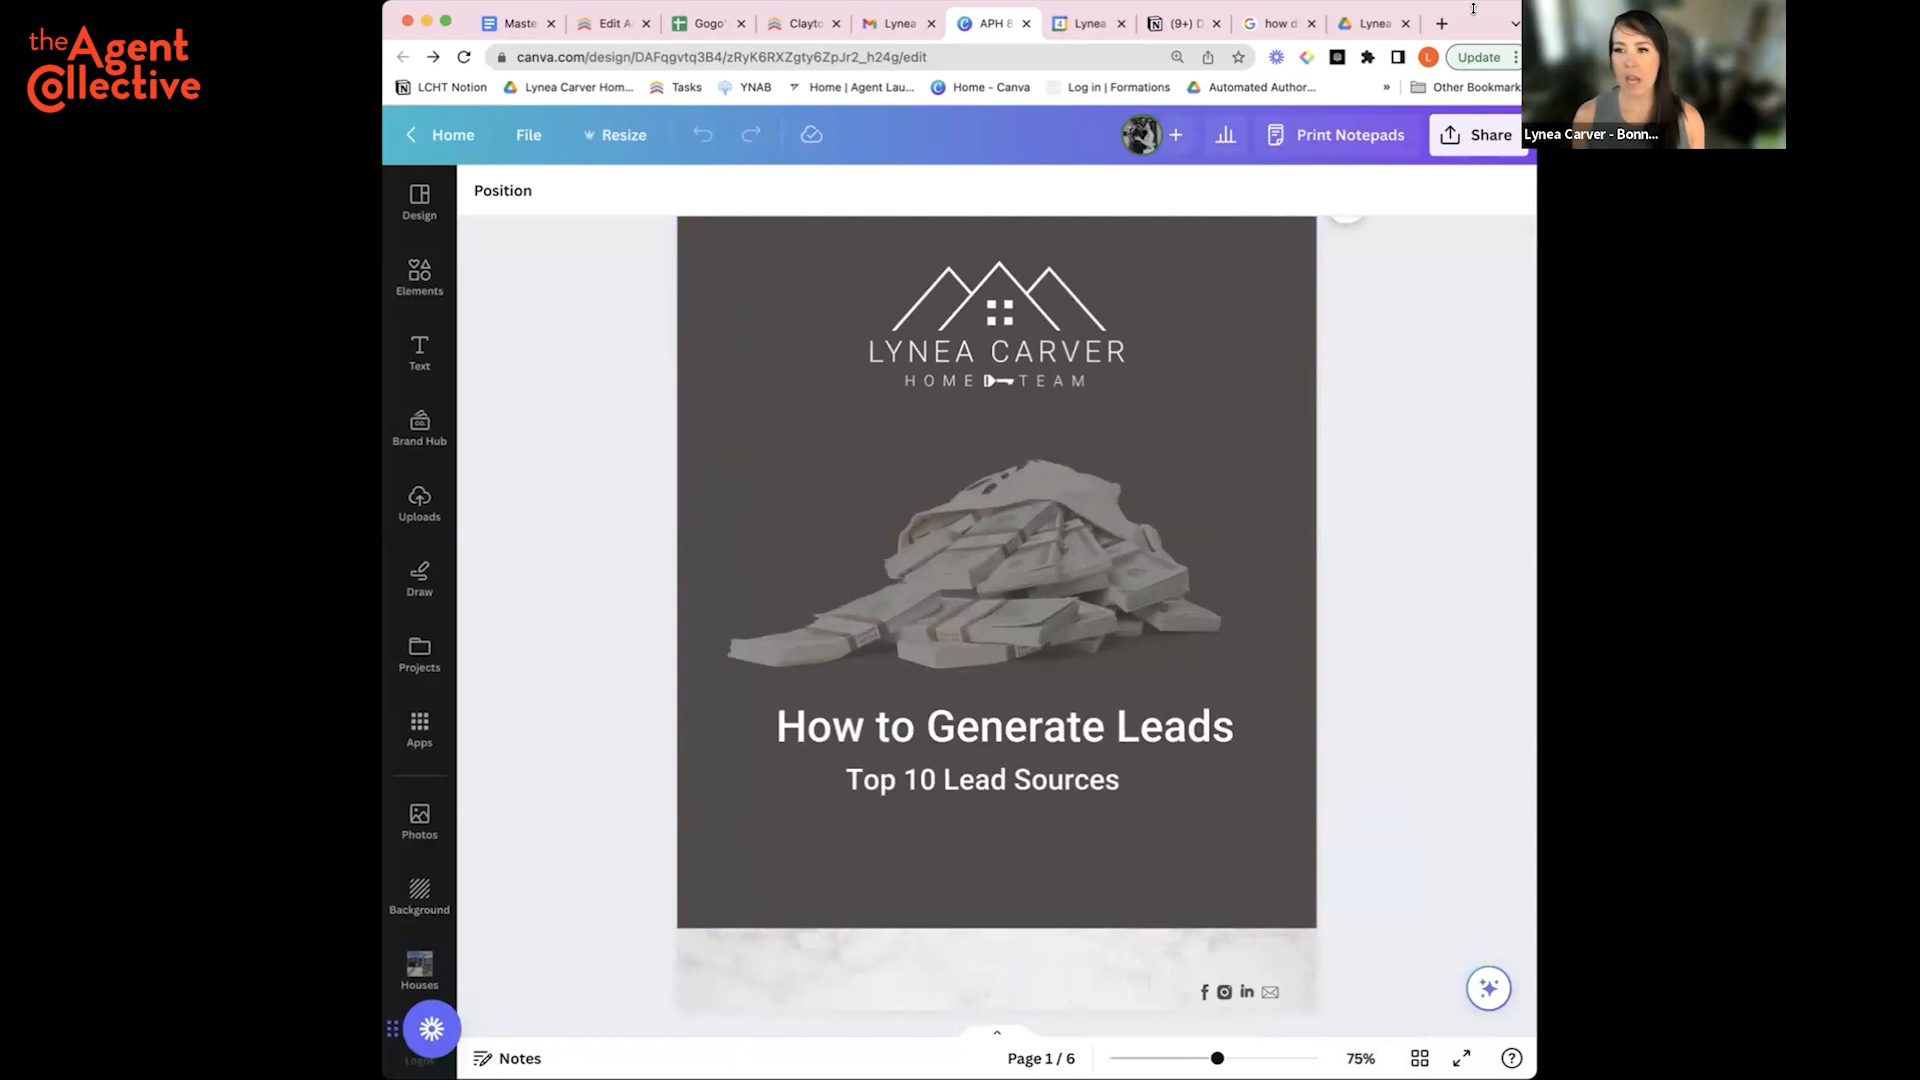 the Agent
Collective
Maste
Edit A
Gogo'
Clayto
Lynea
APH 8
Lynea
(9+) D
how d
Lynea
canva.com/design/DAFqgvtq3B4/zRyK6RXZgty6ZpJr2_h24g/edit
Update
LCHT Notion
Lynea Carver Hom...
Tasks
YNAB
Home | Agent Lau...
Home - Canva
Log in | Formations
Automated Author...
»
Other Bookmark
Lynea Carver - Bonn...
Home
File
Resize
Print Notepads
Share
Position
Design
Elements
Text
Brand Hub
Uploads
Draw
Projects
Apps
Photos
Background
Houses
Logos
LYNEA CARVER
HOME TEAM
How to Generate Leads
Top 10 Lead Sources
Notes
Page 1 / 6
75%